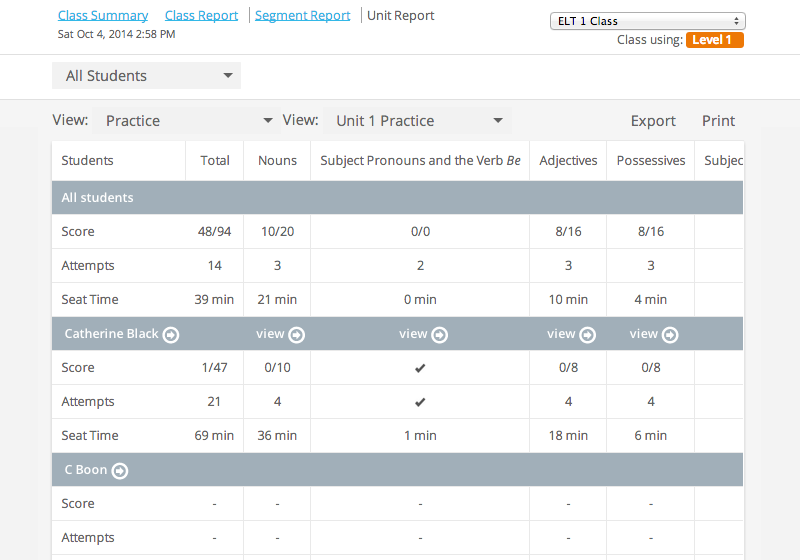 Class Summary Class Report Segment Report Unit Report
Sat Oct 4, 2014 2:58 PM
ELT 1 Class
Class using: Level 1
All Students
View: Practice View: Unit 1 Practice Export Print
Students Total Nouns Subject Pronouns and the Verb Be Adjectives Possessives Subjec
All students
Score 48/94 10/20 0/0 8/16 8/16
Attempts 14 3 2 3 3
Seat Time 39 min 21 min 0 min 10 min 4 min
Catherine Black view view view view
Score 1/47 0/10 ✔ 0/8 0/8
Attempts 21 4 ✔ 4 4
Seat Time 69 min 36 min 1 min 18 min 6 min
C Boon
Score - - - - -
Attempts - - - - -